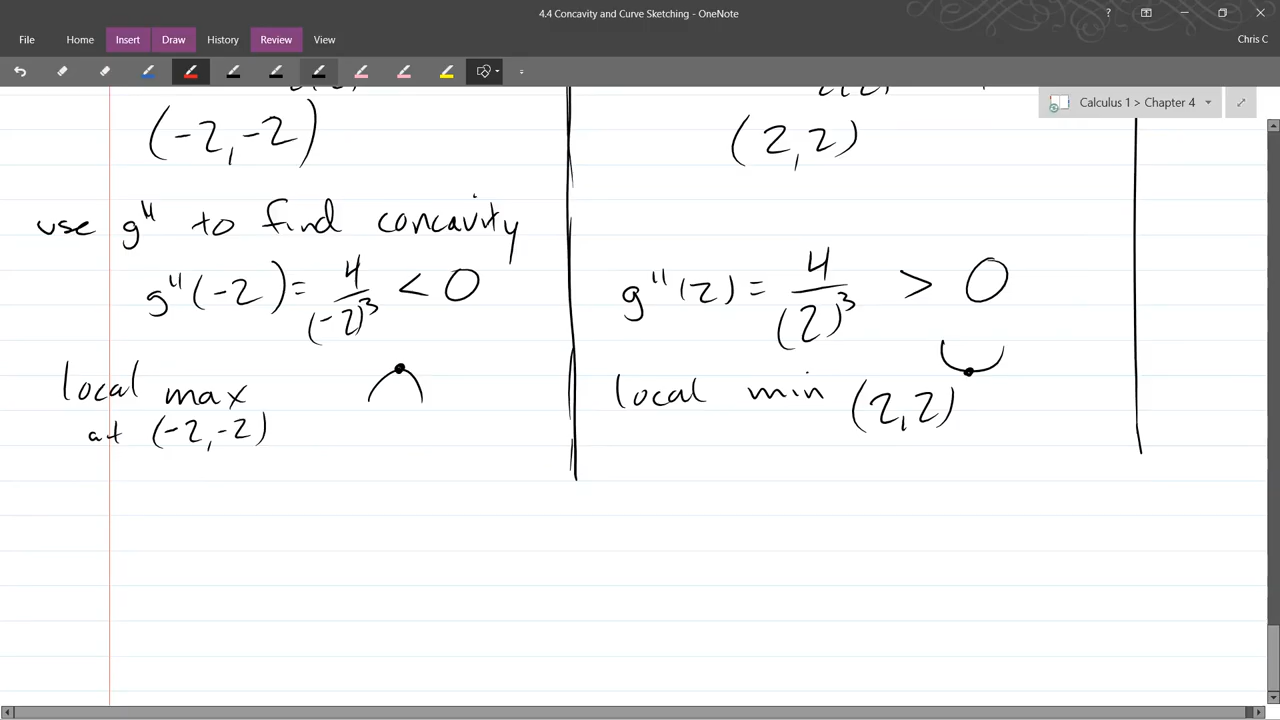 4.4 Concavity and Curve Sketching - OneNote
File Home Insert Draw History Review View
Chris C
Calculus 1 > Chapter 4
(-2,-2)
use g" to find concavity
g"(-2) = 4/(-2)³ < 0
local max
at (-2,-2)
(2,2)
g"(2) = 4/(2)³ > 0
local min (2,2)